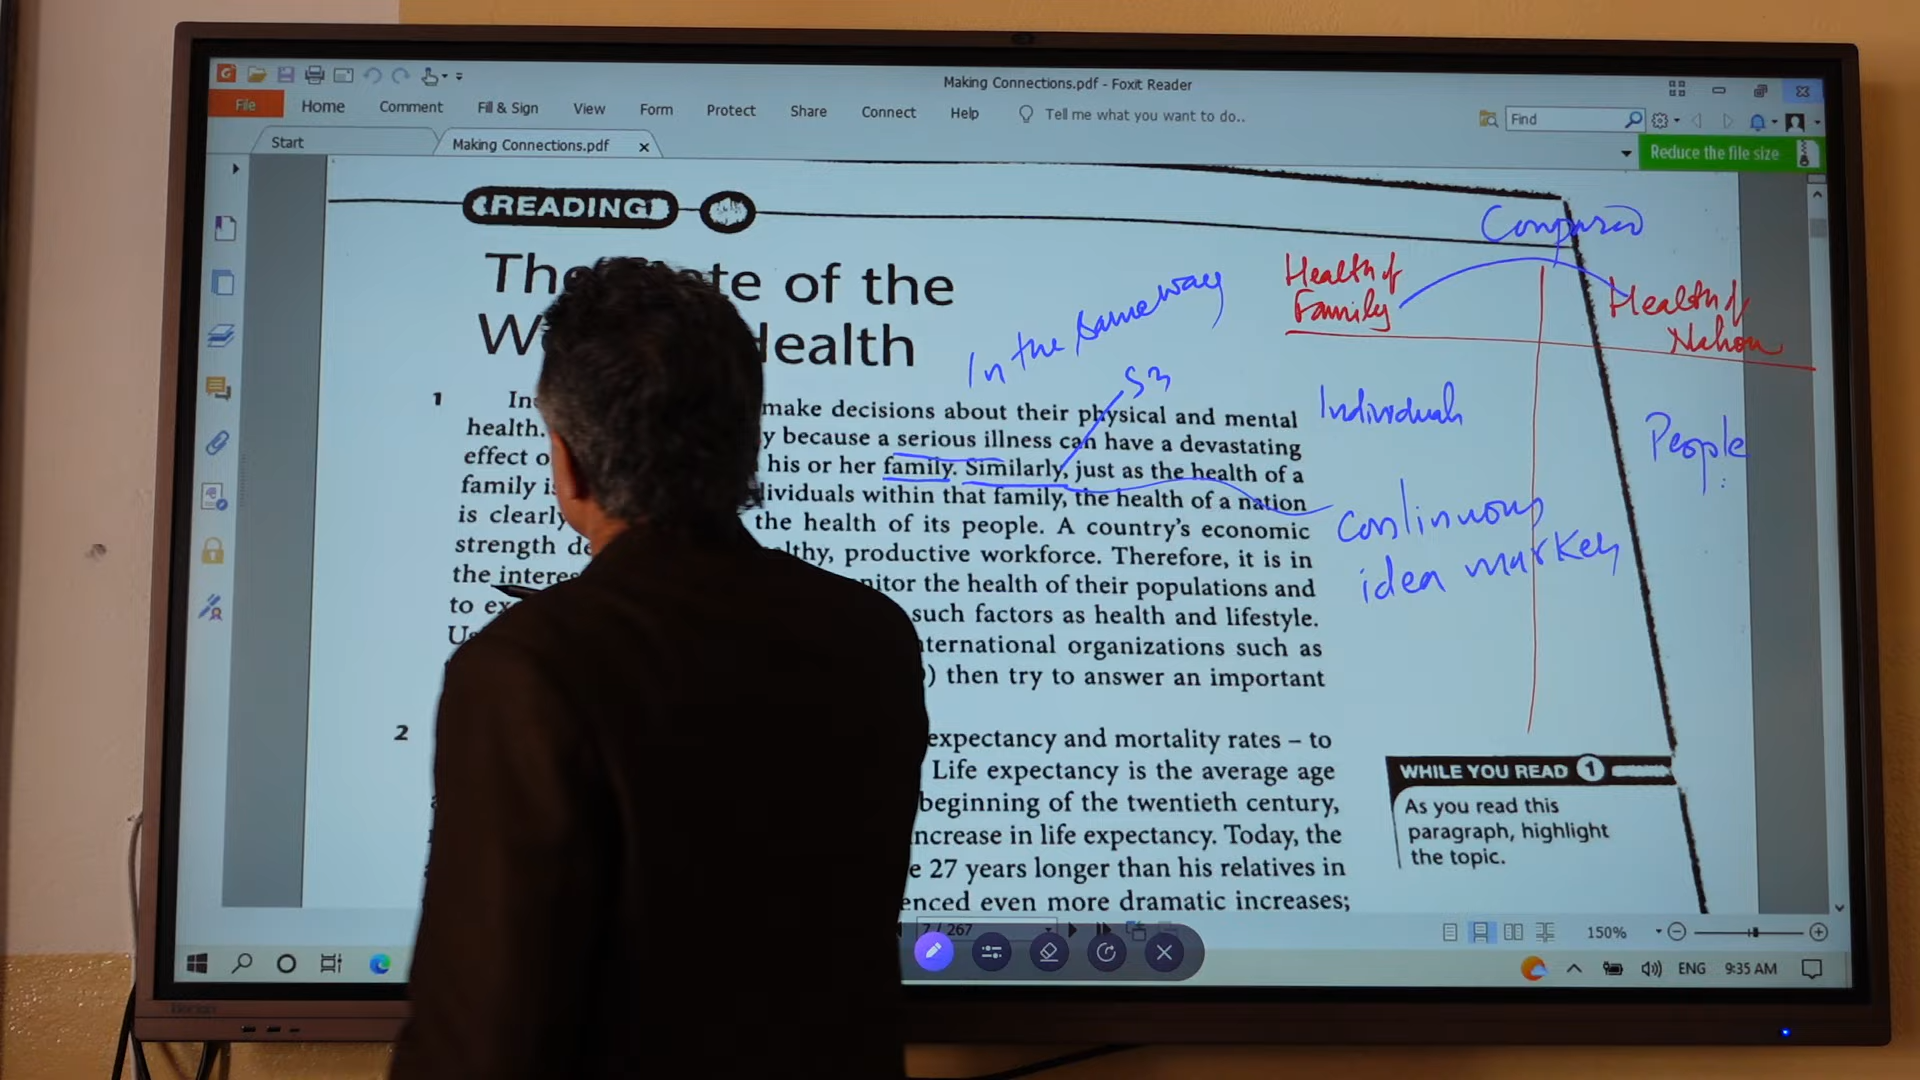 Making Connections.pdf - Foxit Reader
File Home Comment Fill & Sign View Form Protect Share Connect Help Tell me what you want to do.. Find
Start Making Connections.pdf
Reduce the file size
READING
The te of the
W Health
In the same way
S3
Compared
Health of
Family
Health of
Individuals
People
continuous
idea marker
1
In make decisions about their physical and mental
health. y because a serious illness can have a devastating
effect o his or her family. Similarly, just as the health of a
family is dividuals within that family, the health of a nation
is clearly the health of its people. A country's economic
strength de althy, productive workforce. Therefore, it is in
the interes nitor the health of their populations and
to ex such factors as health and lifestyle.
Us nternational organizations such as
) then try to answer an important
2
expectancy and mortality rates – to
Life expectancy is the average age
beginning of the twentieth century,
ncrease in life expectancy. Today, the
e 27 years longer than his relatives in
enced even more dramatic increases;
WHILE YOU READ 1
As you read this
paragraph, highlight
the topic.
7 / 267
150%
ENG 9:35 AM